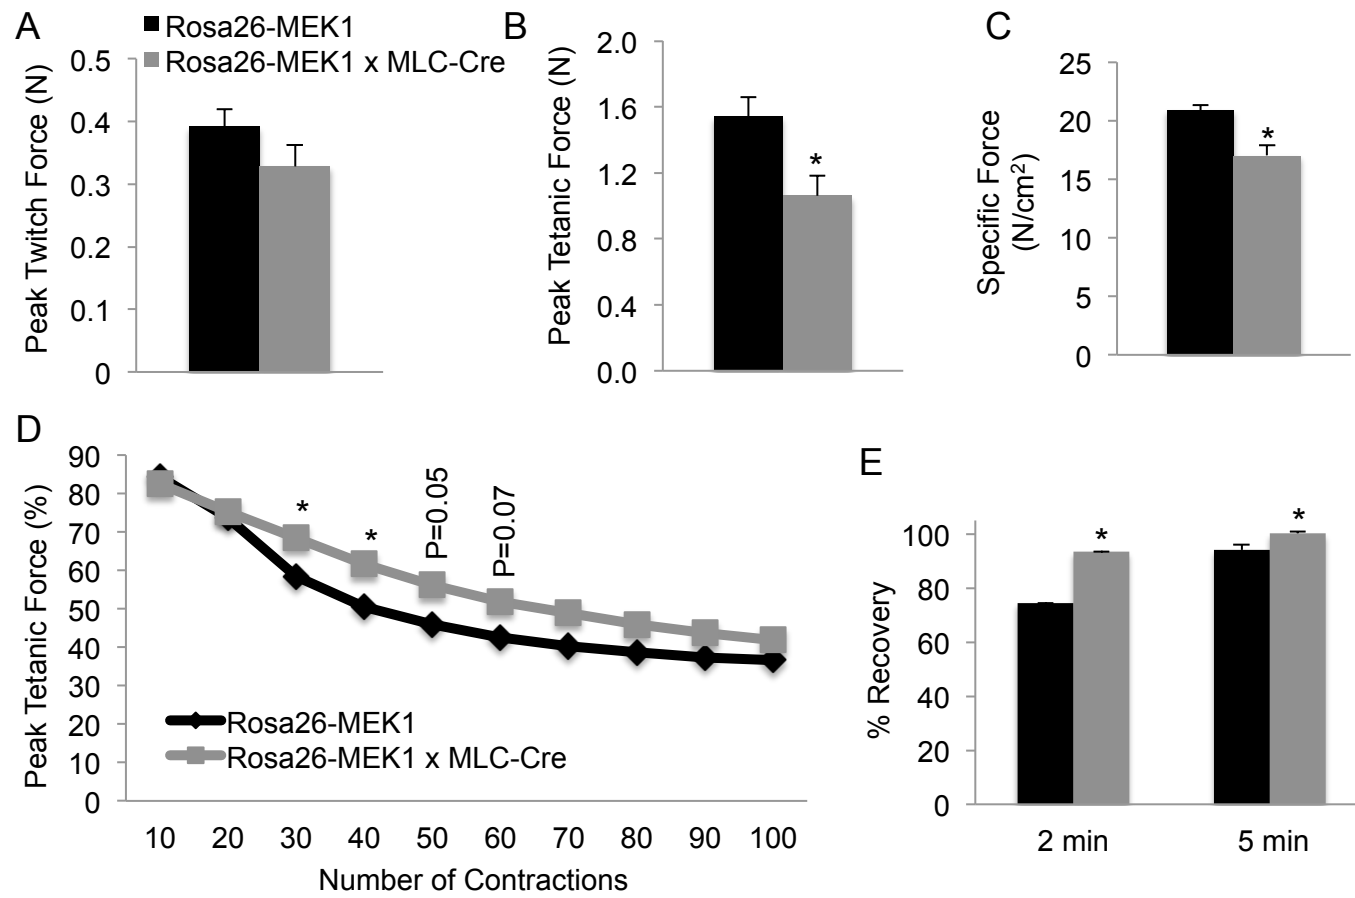 A
Rosa26-MEK1
Rosa26-MEK1 x MLC-Cre
Peak Twitch Force (N)
0.5
0.4
0.3
0.2
0.1
0
B
Peak Tetanic Force (N)
2.0
1.6
1.2
0.8
0.4
0.0
*
C
Specific Force
(N/cm²)
25
20
15
10
5
0
*
D
Peak Tetanic Force (%)
90
80
70
60
50
40
30
20
10
0
*
*
P=0.05
P=0.07
Rosa26-MEK1
Rosa26-MEK1 x MLC-Cre
10 20 30 40 50 60 70 80 90 100
Number of Contractions
E
% Recovery
100
80
60
40
20
0
*
*
2 min 5 min